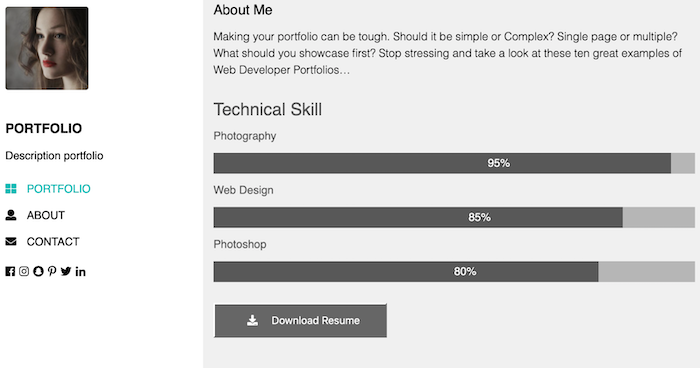 PORTFOLIO
Description portfolio
PORTFOLIO
ABOUT
CONTACT
About Me
Making your portfolio can be tough. Should it be simple or Complex? Single page or multiple?
What should you showcase first? Stop stressing and take a look at these ten great examples of
Web Developer Portfolios…
Technical Skill
Photography
95%
Web Design
85%
Photoshop
80%
Download Resume